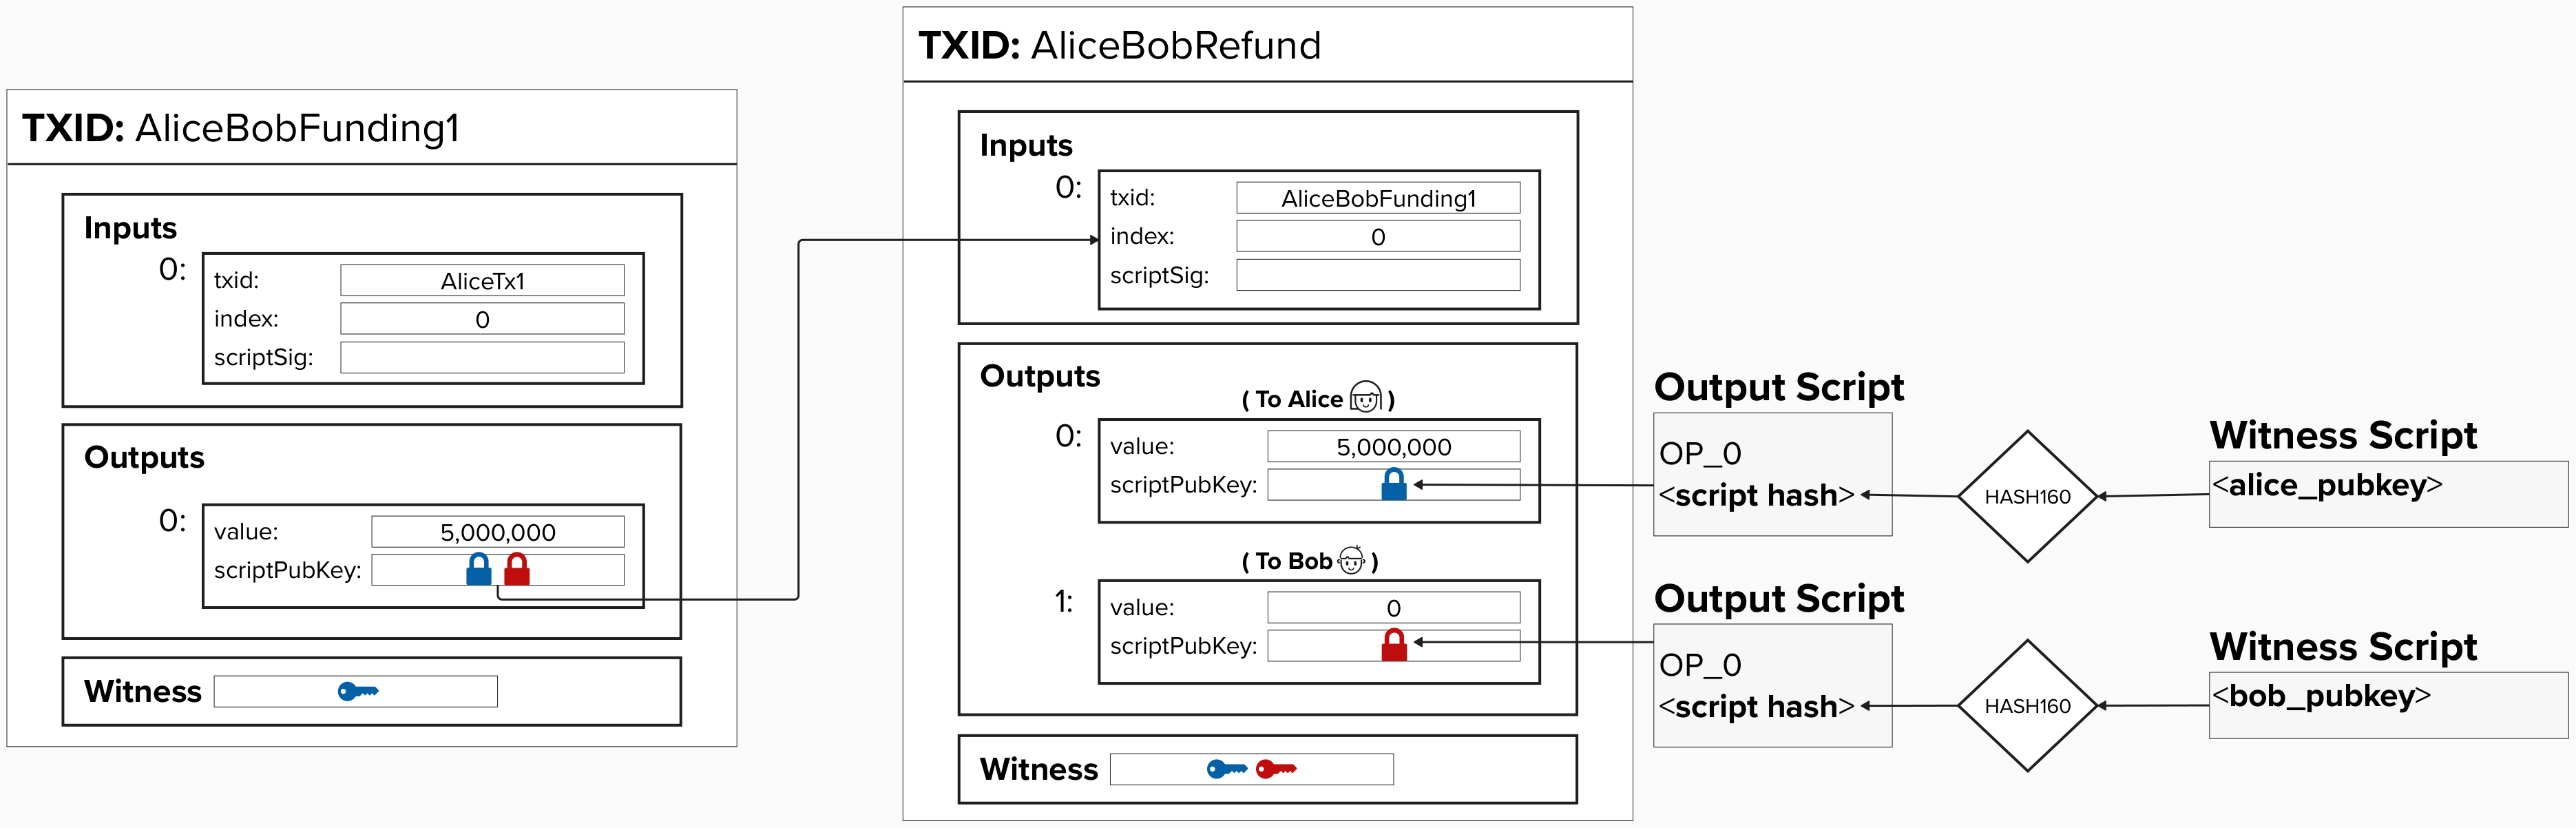 TXID: AliceBobFunding1
Inputs
0:
txid: AliceTx1
index: 0
scriptSig:
Outputs
0:
value: 5,000,000
scriptPubKey:
Witness
TXID: AliceBobRefund
Inputs
0:
txid: AliceBobFunding1
index: 0
scriptSig:
Outputs
( To Alice )
0:
value: 5,000,000
scriptPubKey:
( To Bob )
1:
value: 0
scriptPubKey:
Witness
Output Script
OP_0
<script hash>
HASH160
Witness Script
<alice_pubkey>
Output Script
OP_0
<script hash>
HASH160
Witness Script
<bob_pubkey>